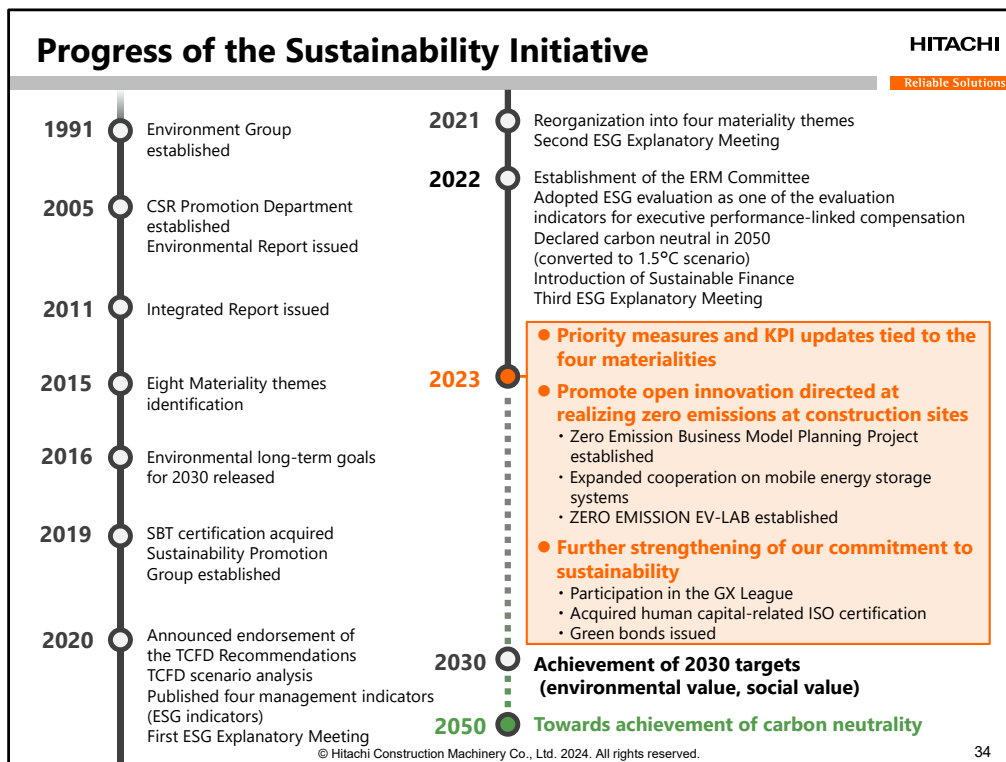 Progress of the Sustainability Initiative
HITACHI
Reliable Solutions
1991
Environment Group
established
2005
CSR Promotion Department
established
Environmental Report issued
2011
Integrated Report issued
2015
Eight Materiality themes
identification
2016
Environmental long-term goals
for 2030 released
2019
SBT certification acquired
Sustainability Promotion
Group established
2020
Announced endorsement of
the TCFD Recommendations
TCFD scenario analysis
Published four management indicators
(ESG indicators)
First ESG Explanatory Meeting
2021
Reorganization into four materiality themes
Second ESG Explanatory Meeting
2022
Establishment of the ERM Committee
Adopted ESG evaluation as one of the evaluation
indicators for executive performance-linked compensation
Declared carbon neutral in 2050
(converted to 1.5℃ scenario)
Introduction of Sustainable Finance
Third ESG Explanatory Meeting
2023
● Priority measures and KPI updates tied to the
four materialities
● Promote open innovation directed at
realizing zero emissions at construction sites
・Zero Emission Business Model Planning Project
established
・Expanded cooperation on mobile energy storage
systems
・ZERO EMISSION EV-LAB established
● Further strengthening of our commitment to
sustainability
・Participation in the GX League
・Acquired human capital-related ISO certification
・Green bonds issued
2030
Achievement of 2030 targets
(environmental value, social value)
2050
Towards achievement of carbon neutrality
© Hitachi Construction Machinery Co., Ltd. 2024. All rights reserved.
34